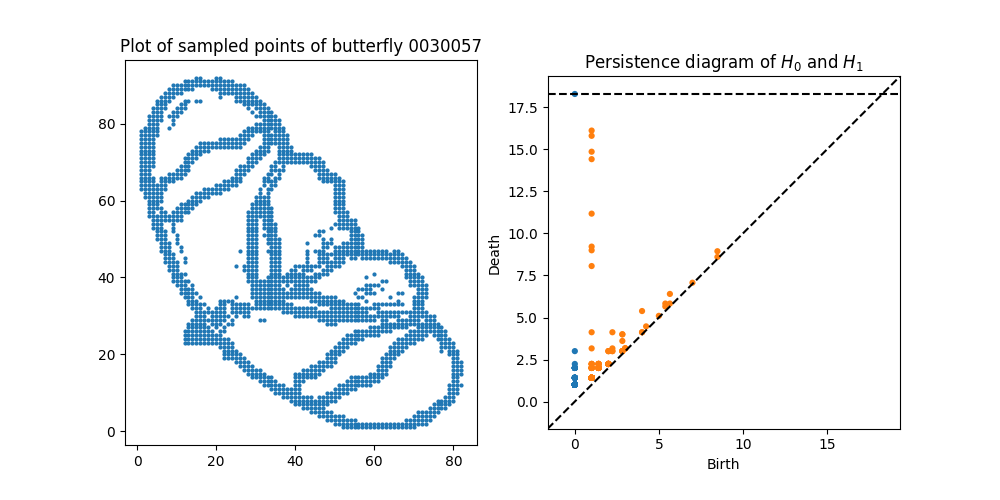 Plot of sampled points of butterfly 0030057
80
60
40
20
0
0 20 40 60 80
Persistence diagram of H₀ and H₁
Death
17.5
15.0
12.5
10.0
7.5
5.0
2.5
0.0
0 5 10 15
Birth